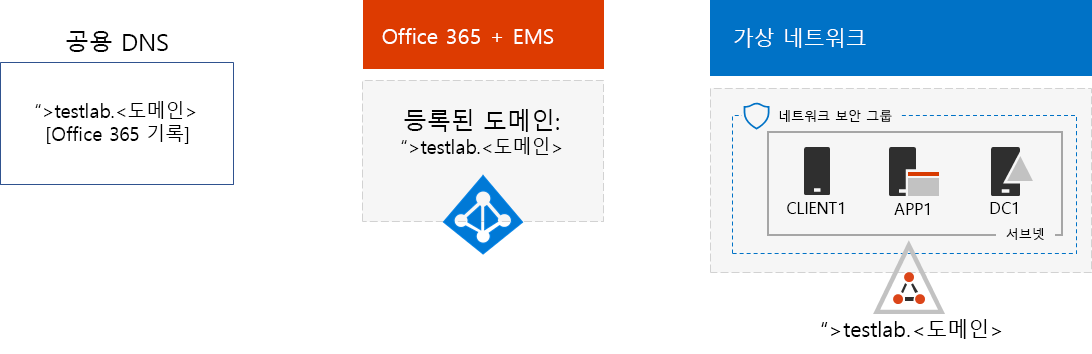 공용 DNS
“>testlab.<도메인>
[Office 365 기록]
Office 365 + EMS
등록된 도메인:
“>testlab.<도메인>
가상 네트워크
네트워크 보안 그룹
CLIENT1
APP1
DC1
서브넷
“>testlab.<도메인>